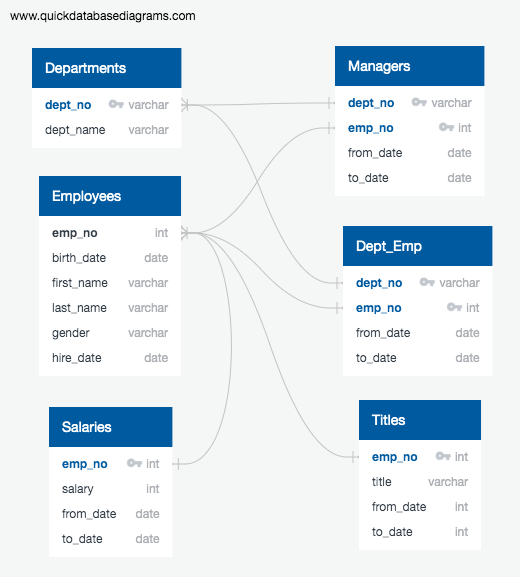 www.quickdatabasediagrams.com
Departments
dept_no varchar
dept_name varchar
Managers
dept_no varchar
emp_no int
from_date date
to_date date
Employees
emp_no int
birth_date date
first_name varchar
last_name varchar
gender varchar
hire_date date
Dept_Emp
dept_no varchar
emp_no int
from_date date
to_date date
Salaries
emp_no int
salary int
from_date date
to_date date
Titles
emp_no int
title varchar
from_date int
to_date int